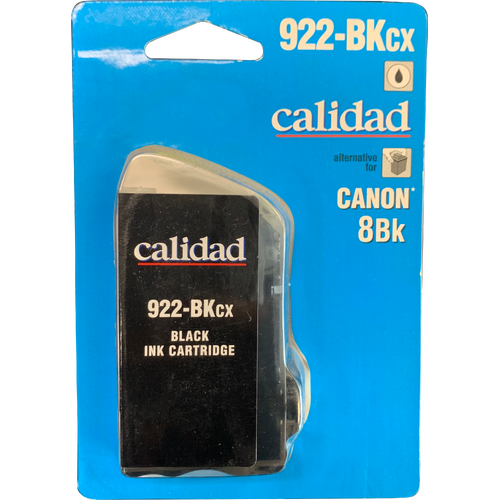 922-BKCX
calidad
alternative
for
CANON*
8Bk
calidad
922-BKCX
BLACK
INK CARTRIDGE